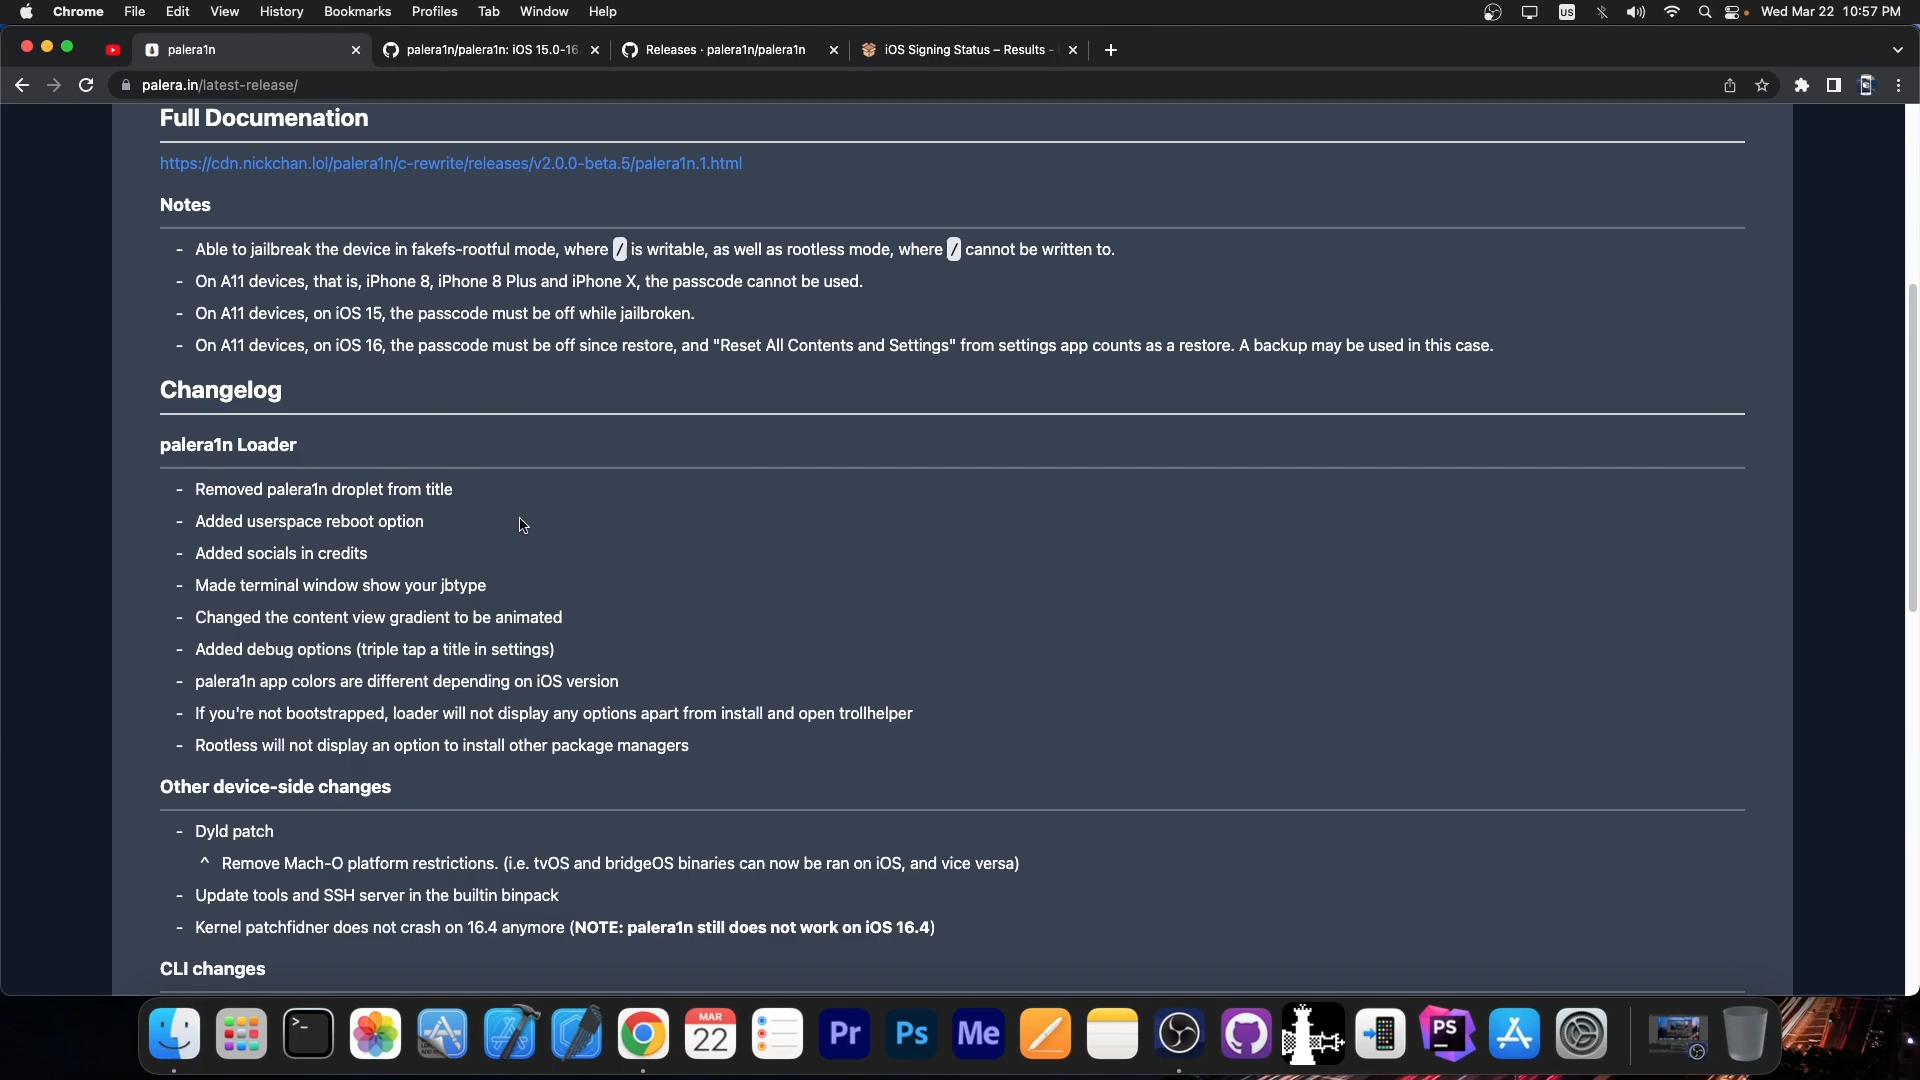 Chrome File Edit View History Bookmarks Profiles Tab Window Help US Wed Mar 22 10:57 PM
palera1n palera1n/palera1n: iOS 15.0-16. Releases · palera1n/palera1n iOS Signing Status – Results -
palera.in/latest-release/
Full Documenation
https://cdn.nickchan.lol/palera1n/c-rewrite/releases/v2.0.0-beta.5/palera1n.1.html
Notes
- Able to jailbreak the device in fakefs-rootful mode, where / is writable, as well as rootless mode, where / cannot be written to.
- On A11 devices, that is, iPhone 8, iPhone 8 Plus and iPhone X, the passcode cannot be used.
- On A11 devices, on iOS 15, the passcode must be off while jailbroken.
- On A11 devices, on iOS 16, the passcode must be off since restore, and "Reset All Contents and Settings" from settings app counts as a restore. A backup may be used in this case.
Changelog
palera1n Loader
- Removed palera1n droplet from title
- Added userspace reboot option
- Added socials in credits
- Made terminal window show your jbtype
- Changed the content view gradient to be animated
- Added debug options (triple tap a title in settings)
- palera1n app colors are different depending on iOS version
- If you're not bootstrapped, loader will not display any options apart from install and open trollhelper
- Rootless will not display an option to install other package managers
Other device-side changes
- Dyld patch
^ Remove Mach-O platform restrictions. (i.e. tvOS and bridgeOS binaries can now be ran on iOS, and vice versa)
- Update tools and SSH server in the builtin binpack
- Kernel patchfidner does not crash on 16.4 anymore (NOTE: palera1n still does not work on iOS 16.4)
CLI changes
MAR
22
Pr Ps Me PS